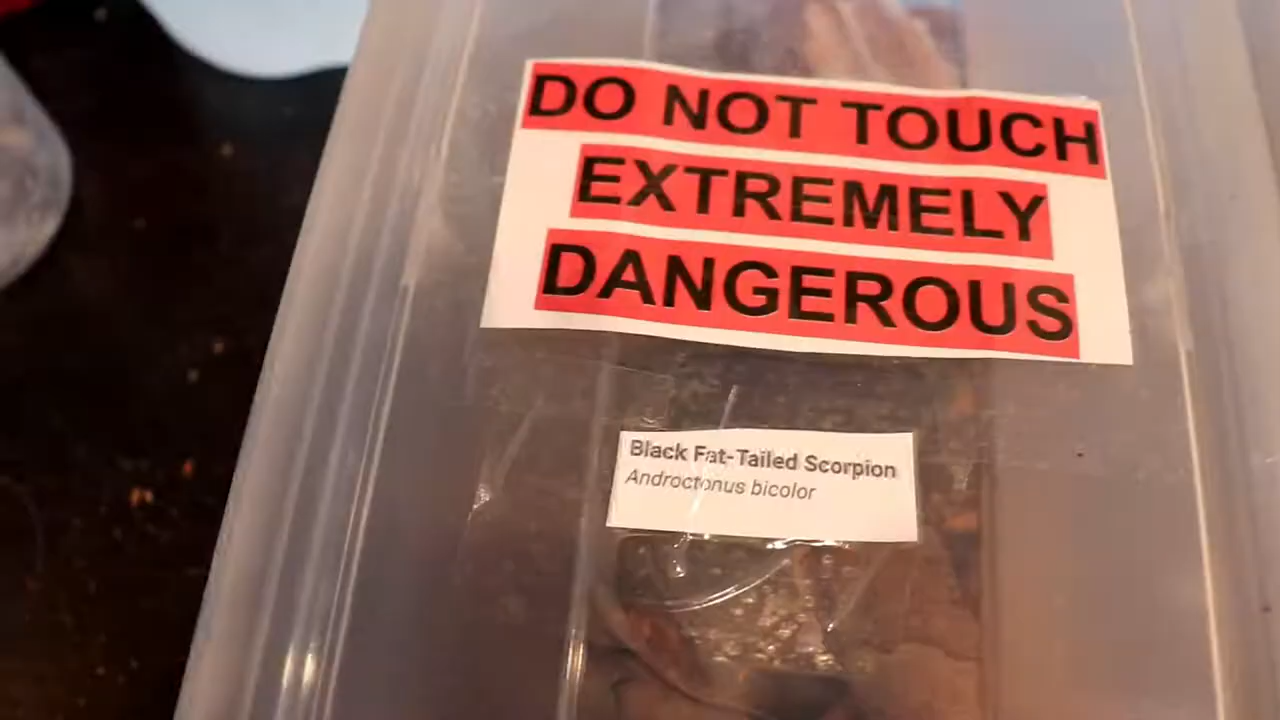 DO NOT TOUCH
EXTREMELY
DANGEROUS
Black Fat-Tailed Scorpion
Androctonus bicolor